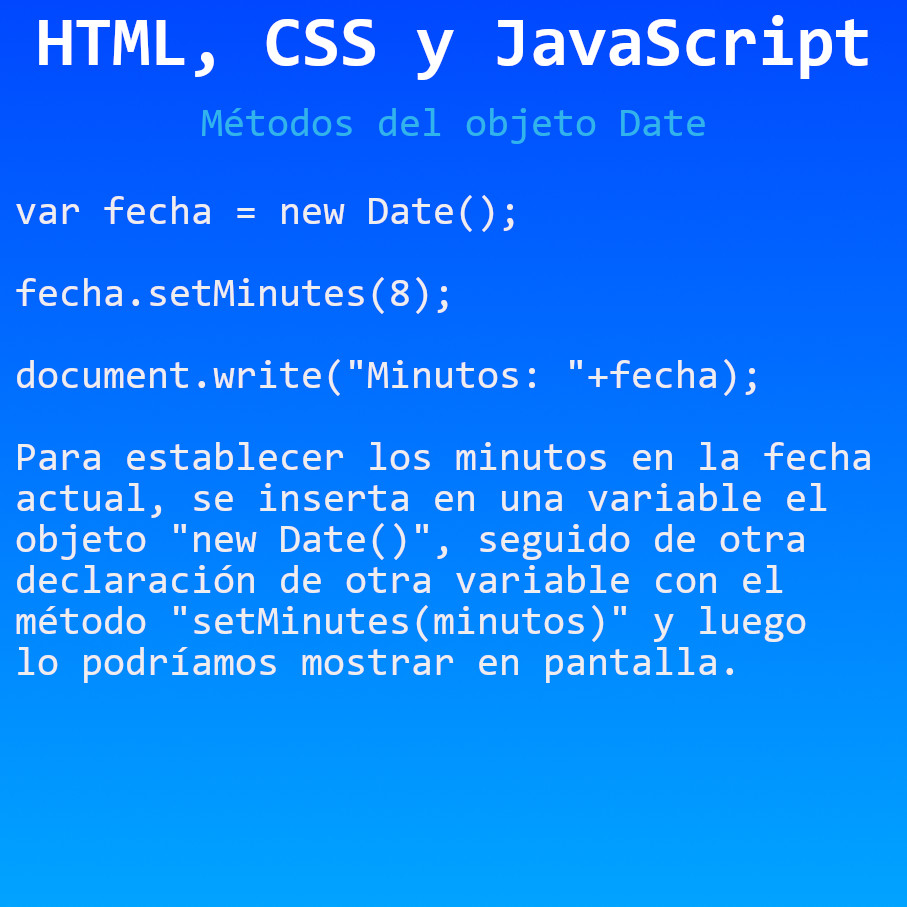 HTML, CSS y JavaScript
Métodos del objeto Date
var fecha = new Date();
fecha.setMinutes(8);
document.write("Minutos: "+fecha);
Para establecer los minutos en la fecha
actual, se inserta en una variable el
objeto "new Date()", seguido de otra
declaración de otra variable con el
método "setMinutes(minutos)" y luego
lo podríamos mostrar en pantalla.